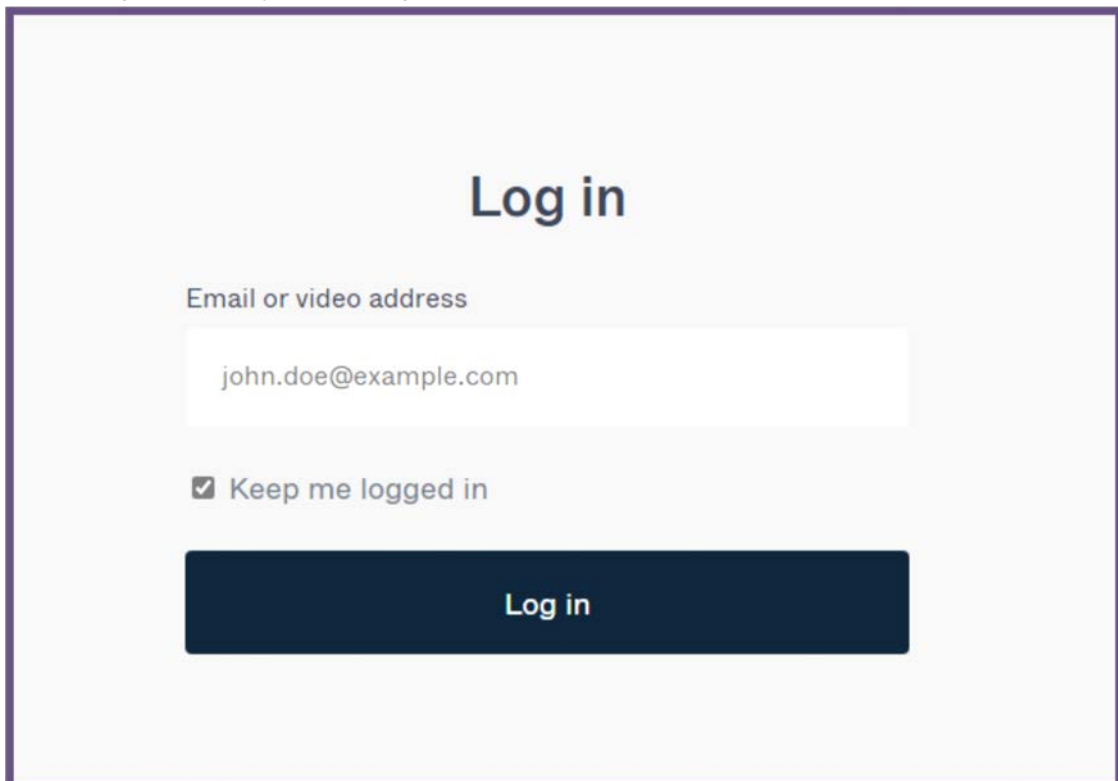 Log in
Email or video address
john.doe@example.com
Keep me logged in
Log in